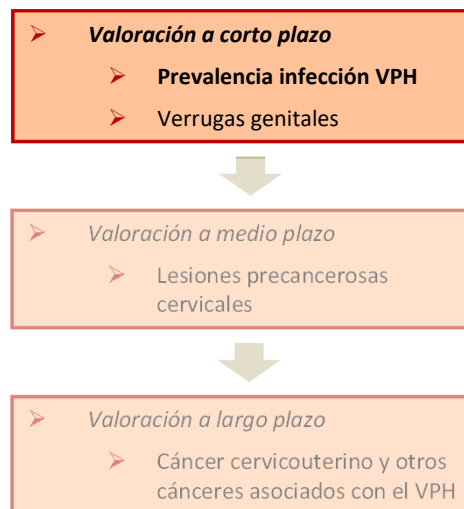 ➢ Valoración a corto plazo
➢ Prevalencia infección VPH
➢ Verrugas genitales
➢ Valoración a medio plazo
➢ Lesiones precancerosas
cervicales
➢ Valoración a largo plazo
➢ Cáncer cervicouterino y otros
cánceres asociados con el VPH